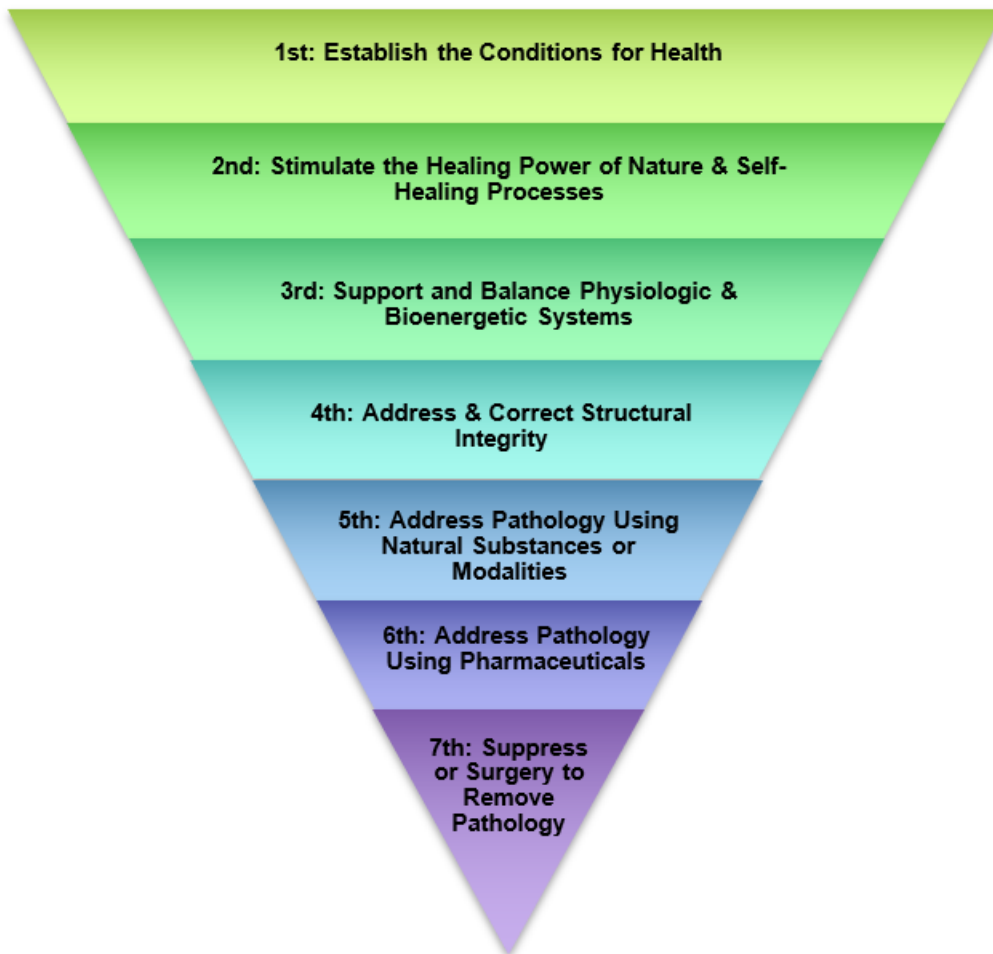 1st: Establish the Conditions for Health
2nd: Stimulate the Healing Power of Nature & Self-
Healing Processes
3rd: Support and Balance Physiologic &
Bioenergetic Systems
4th: Address & Correct Structural
Integrity
5th: Address Pathology Using
Natural Substances or
Modalities
6th: Address Pathology
Using Pharmaceuticals
7th: Suppress
or Surgery to
Remove
Pathology